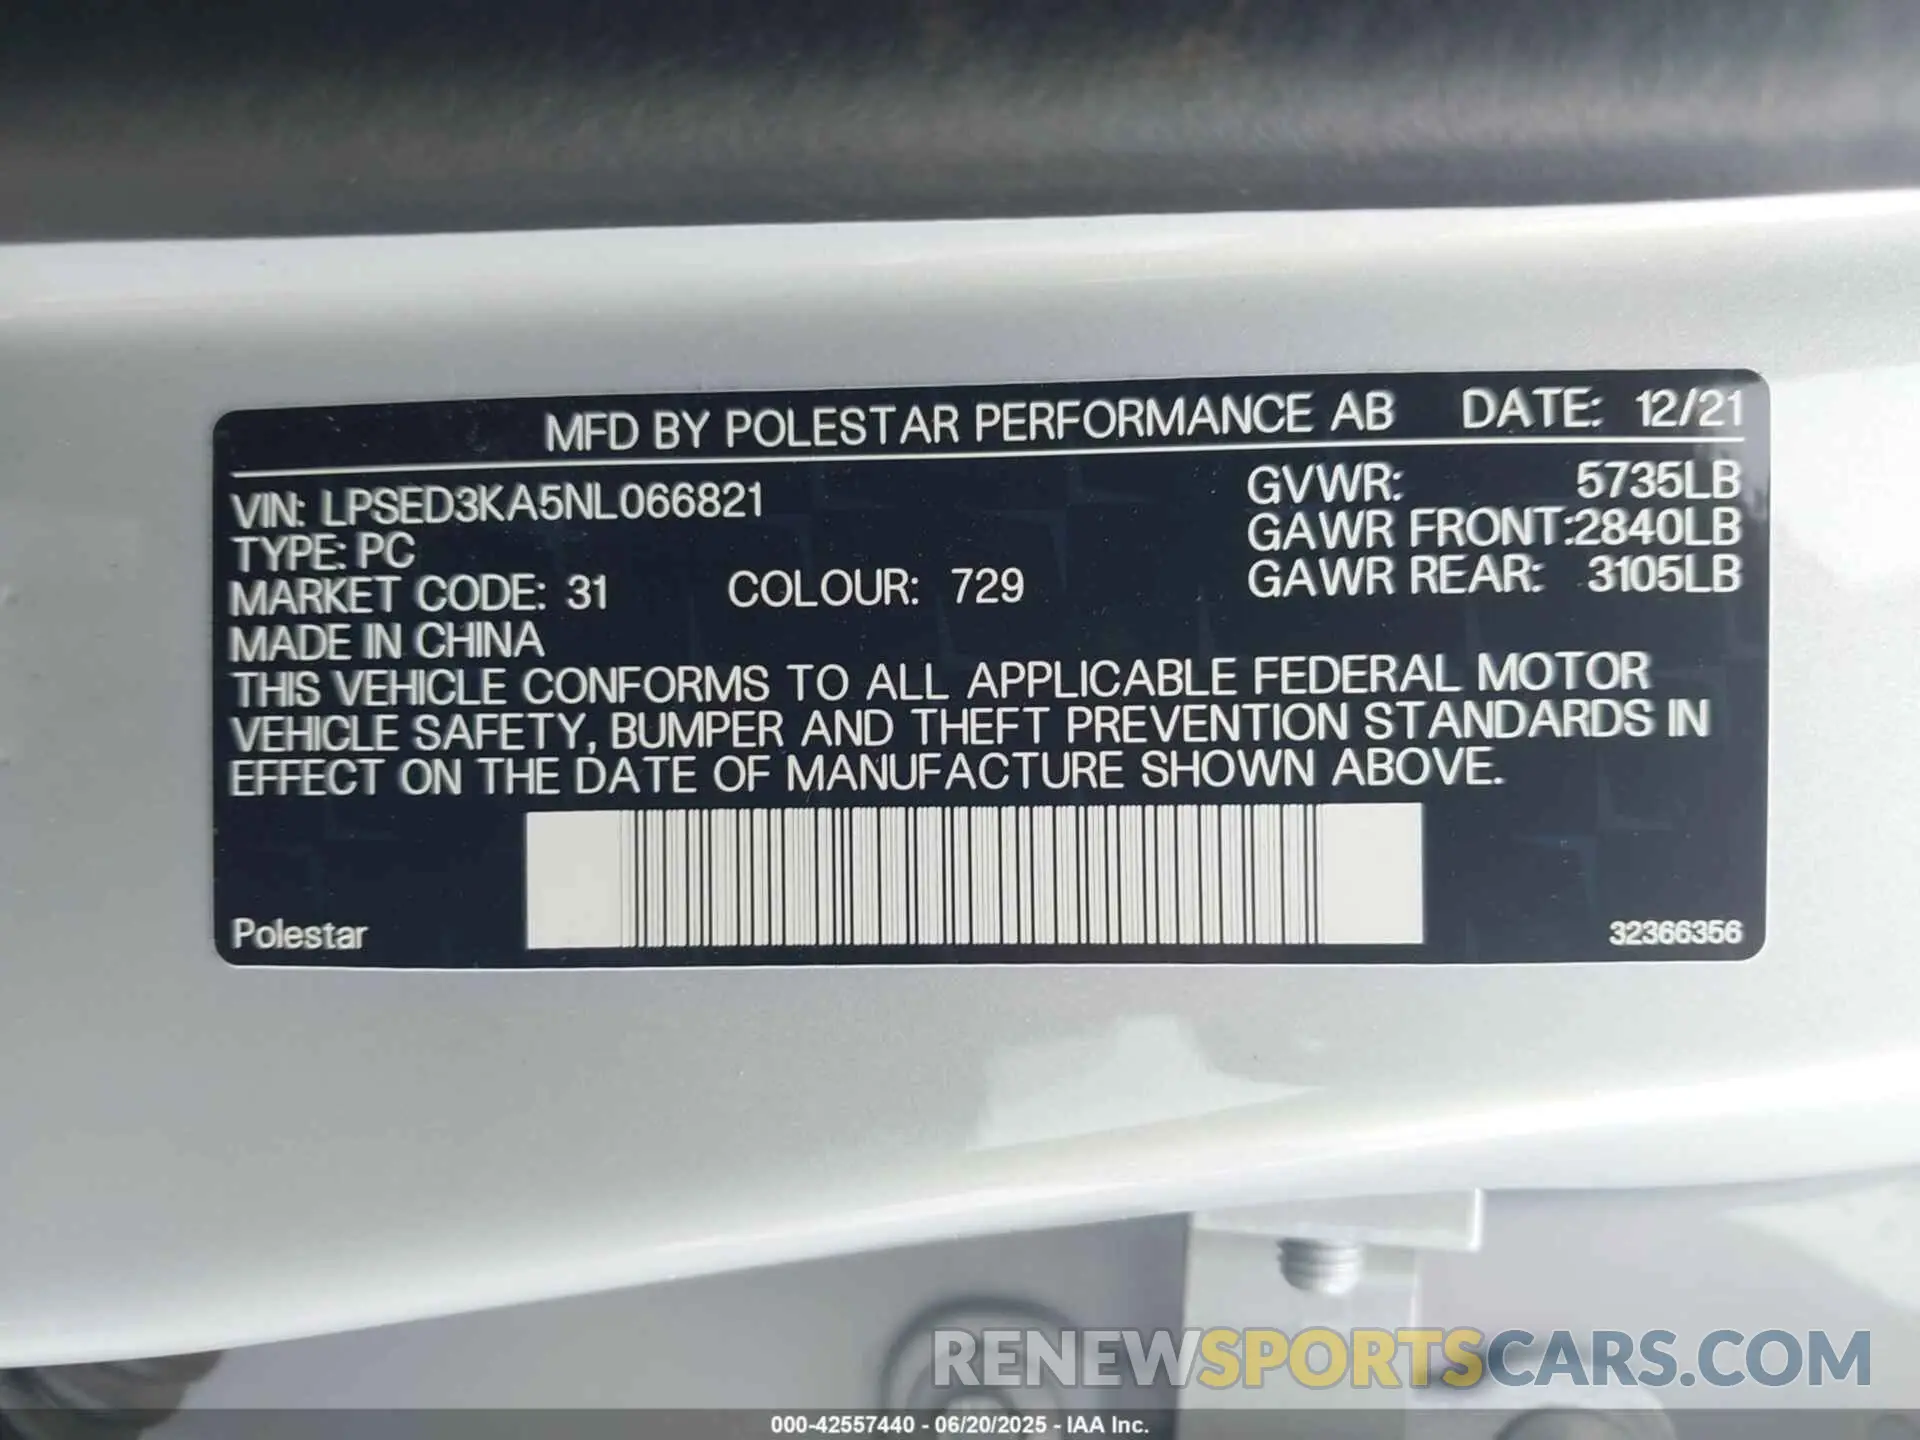 MFD BY POLESTAR PERFORMANCE AB DATE: 12/21
VIN: LPSED3KA5NL066821 GVWR: 5735LB
TYPE: PC GAWR FRONT:2840LB
MARKET CODE: 31 COLOUR: 729 GAWR REAR: 3105LB
MADE IN CHINA
THIS VEHICLE CONFORMS TO ALL APPLICABLE FEDERAL MOTOR
VEHICLE SAFETY, BUMPER AND THEFT PREVENTION STANDARDS IN
EFFECT ON THE DATE OF MANUFACTURE SHOWN ABOVE.
Polestar 32366356
RENEWSPORTSCARS.COM
000-42557440 - 06/20/2025 - IAA Inc.